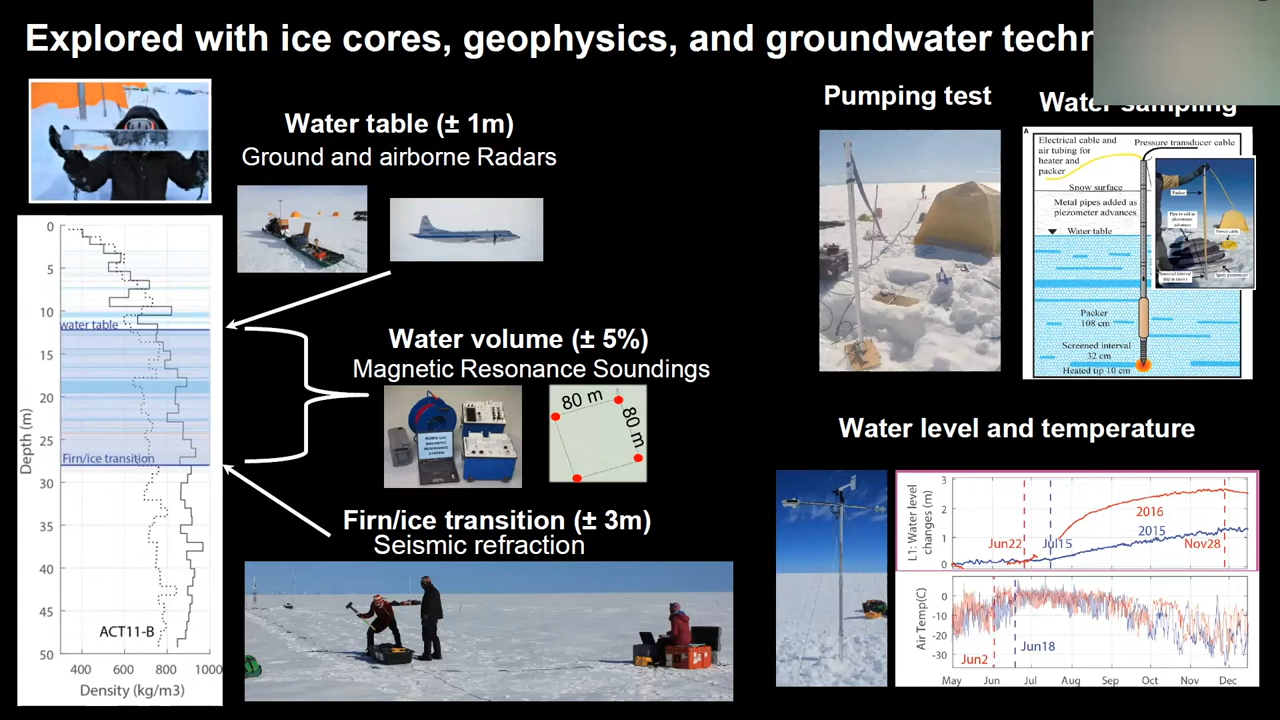 Explored with ice cores, geophysics, and groundwater techn
Water table (± 1m)
Ground and airborne Radars
Water volume (± 5%)
Magnetic Resonance Soundings
80 m
80 m
Firn/ice transition (± 3m)
Seismic refraction
0
5
10
water table
15
20
25
Firn/ice transition
30
35
40
45
50
Depth (m)
ACT11-B
400 600 800 1000
Density (kg/m3)
Pumping test
Water sampling
A
Electrical cable and
air tubing for
heater and
packer
Pressure transducer cable
Snow surface
Metal pipes added as
piezometer advances
Water table
Packer
108 cm
Screened interval
32 cm
Heated tip 10 cm
Packer
Power cable
Water level and temperature
L1: Water level
changes (m)
3
2
1
0
2016
2015
Jun22
Jul15
Nov28
Air Temp(C)
0
-10
-20
-30
Jun2
Jun18
May Jun Jul Aug Sep Oct Nov Dec